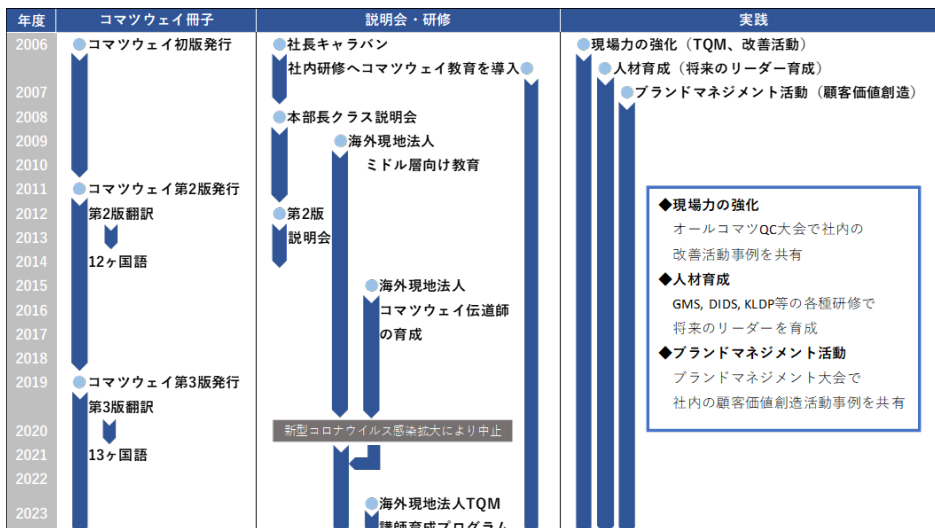 年度 コマツウェイ冊子 説明会・研修 実践
2006 コマツウェイ初版発行 社長キャラバン 現場力の強化（TQM、改善活動）
社内研修へコマツウェイ教育を導入 人材育成（将来のリーダー育成）
2007 ブランドマネジメント活動（顧客価値創造）
2008 本部長クラス説明会
2009 海外現地法人
2010 ミドル層向け教育
2011 コマツウェイ第2版発行
2012 第2版翻訳 第2版
2013 説明会
2014 12ヶ国語
2015 海外現地法人
2016 コマツウェイ伝道師
2017 の育成
2018
2019 コマツウェイ第3版発行
第3版翻訳
2020 新型コロナウイルス感染拡大により中止
2021 13ヶ国語
2022
海外現地法人TQM
2023
講師育成プログラム
◆現場力の強化
オールコマツQC大会で社内の
改善活動事例を共有
◆人材育成
GMS, DIDS, KLDP等の各種研修で
将来のリーダーを育成
◆ブランドマネジメント活動
ブランドマネジメント大会で
社内の顧客価値創造活動事例を共有